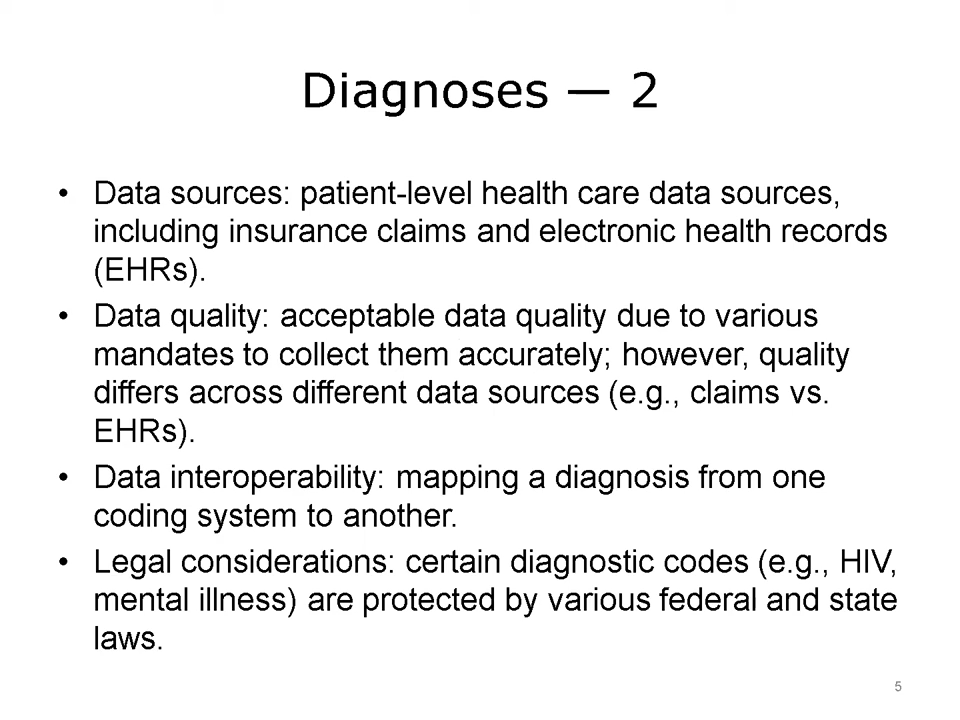 Diagnoses — 2
• Data sources: patient-level health care data sources,
including insurance claims and electronic health records
(EHRs).
• Data quality: acceptable data quality due to various
mandates to collect them accurately; however, quality
differs across different data sources (e.g., claims vs.
EHRs).
• Data interoperability: mapping a diagnosis from one
coding system to another.
• Legal considerations: certain diagnostic codes (e.g., HIV,
mental illness) are protected by various federal and state
laws.
5